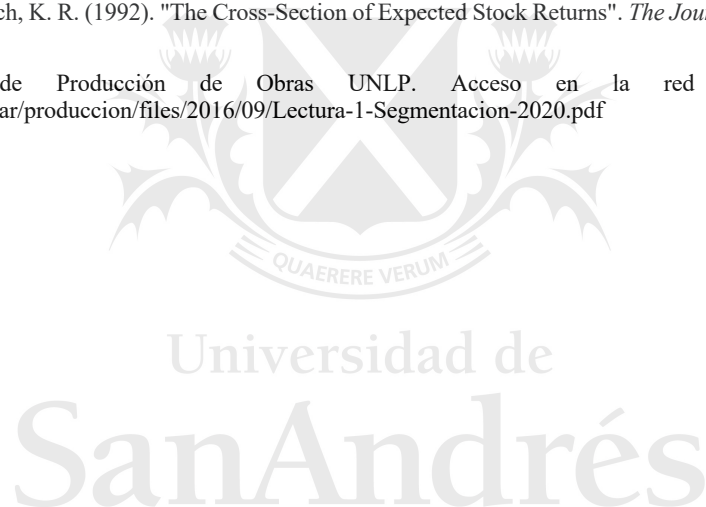 ch, K. R. (1992). "The Cross-Section of Expected Stock Returns". The Jou
de Producción de Obras UNLP. Acceso en la red
ar/produccion/files/2016/09/Lectura-1-Segmentacion-2020.pdf
QUAERERE VERUM
Universidad de
SanAndrés